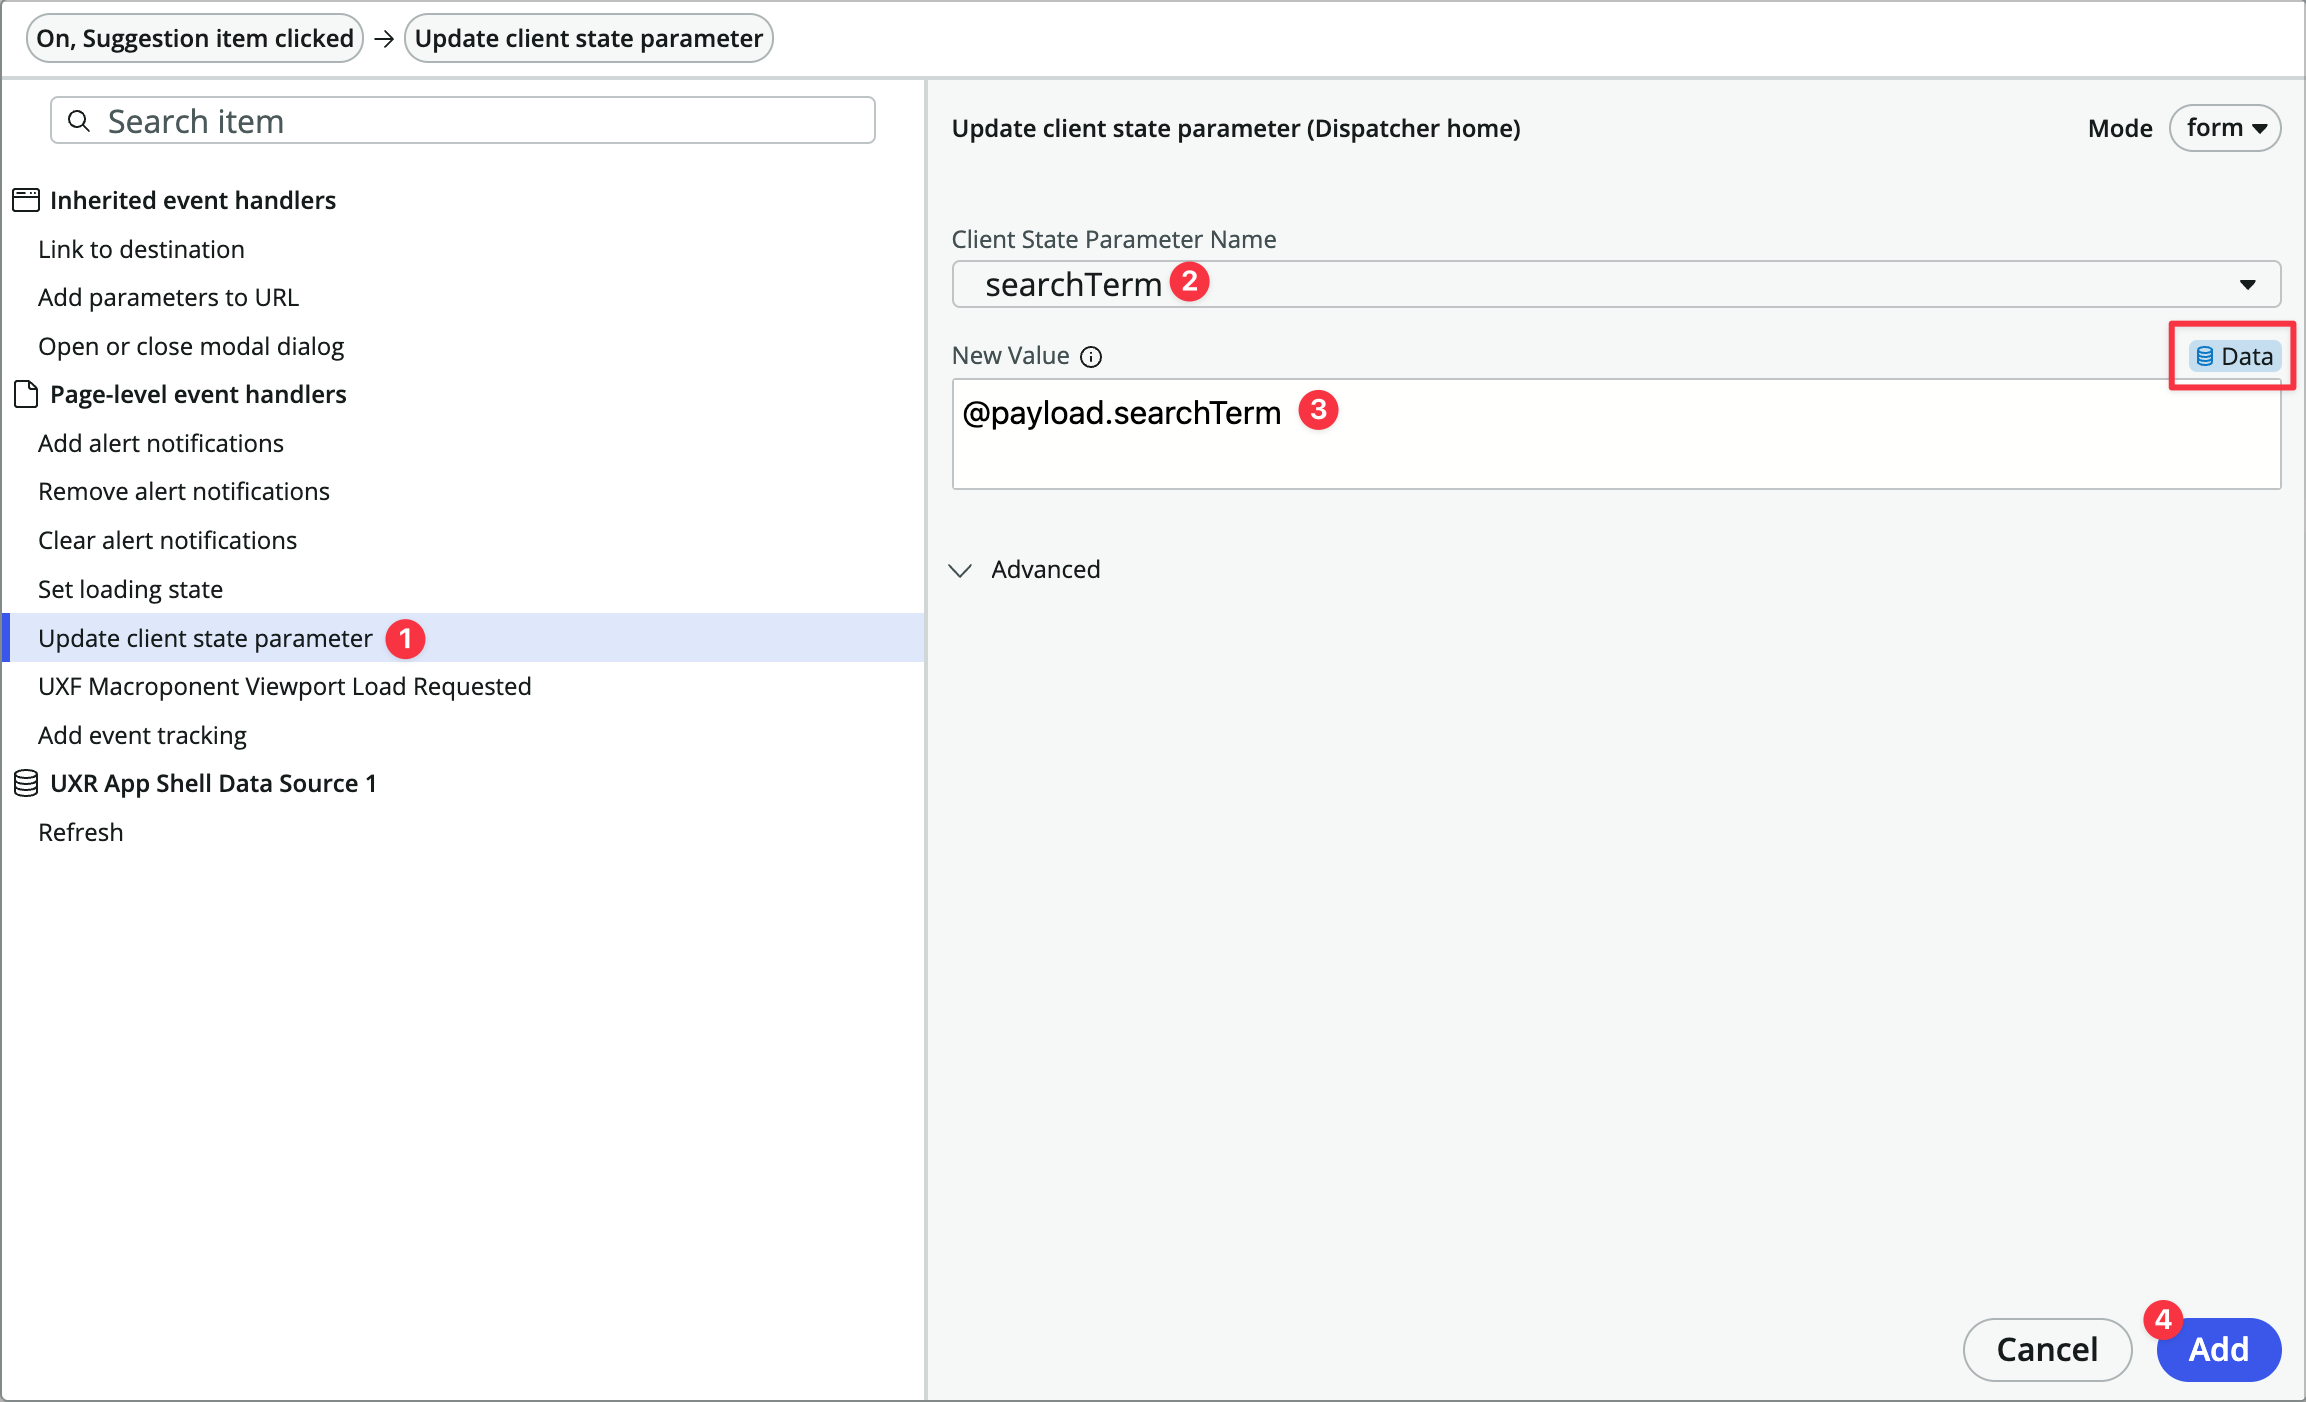 On, Suggestion item clicked → Update client state parameter
Search item
Inherited event handlers
Link to destination
Add parameters to URL
Open or close modal dialog
Page-level event handlers
Add alert notifications
Remove alert notifications
Clear alert notifications
Set loading state
Update client state parameter 1
UXF Macroponent Viewport Load Requested
Add event tracking
UXR App Shell Data Source 1
Refresh
Update client state parameter (Dispatcher home)
Mode form
Client State Parameter Name
searchTerm 2
New Value
Data
@payload.searchTerm 3
Advanced
Cancel
4
Add